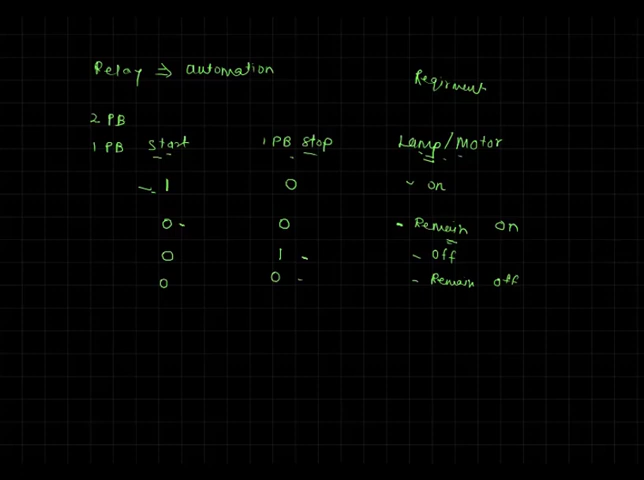 Relay ⇒ automation
Reqirment
2 PB
1 PB Start 1 PB Stop Lamp/Motor
1 0 on
0 0 Remain on
0 1 off
0 0 Remain off